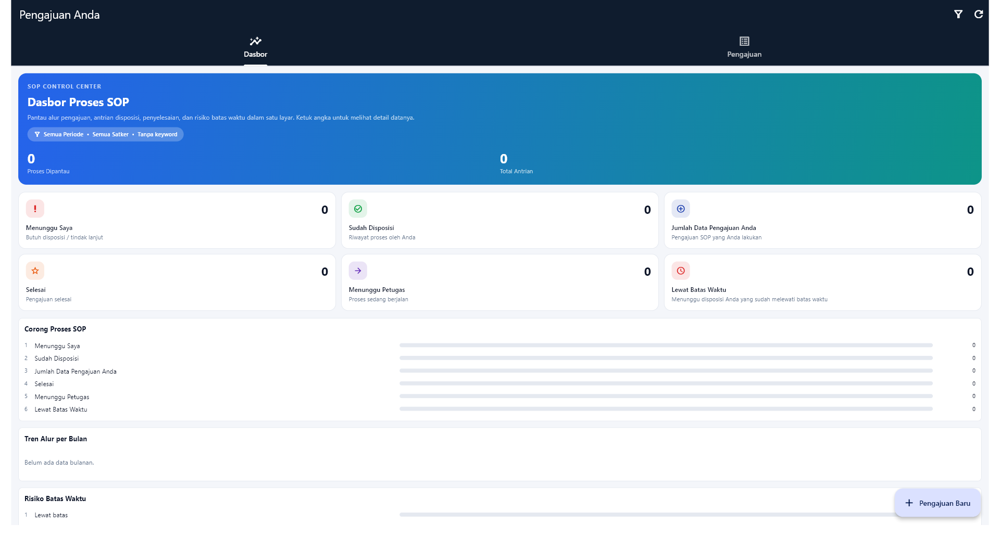 Pengajuan Anda
Dasbor
Pengajuan
SOP CONTROL CENTER
Dasbor Proses SOP
Pantau alur pengajuan, antrian disposisi, penyelesaian, dan risiko batas waktu dalam satu layar. Ketuk angka untuk melihat detail datanya.
Semua Periode • Semua Satker • Tanpa keyword
0
Proses Dipantau
0
Total Antrian
0
Menunggu Saya
Butuh disposisi / tindak lanjut
0
Sudah Disposisi
Riwayat proses oleh Anda
0
Jumlah Data Pengajuan Anda
Pengajuan SOP yang Anda lakukan
0
Selesai
Pengajuan selesai
0
Menunggu Petugas
Proses sedang berjalan
0
Lewat Batas Waktu
Menunggu disposisi Anda yang sudah melewati batas waktu
Corong Proses SOP
1 Menunggu Saya 0
2 Sudah Disposisi 0
3 Jumlah Data Pengajuan Anda 0
4 Selesai 0
5 Menunggu Petugas 0
6 Lewat Batas Waktu 0
Tren Alur per Bulan
Belum ada data bulanan.
Risiko Batas Waktu
1 Lewat batas
Pengajuan Baru